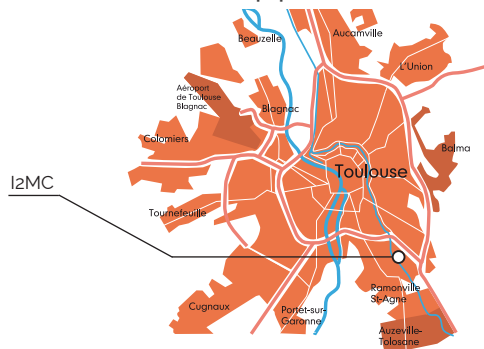 Beauzelle
Aucamville
L'Union
Aéroport
de Toulouse
Blagnac
Blagnac
Colomiers
Balma
Toulouse
I2MC
Tournefeuille
Ramonville
St-Agne
Cugnaux
Portet-sur-
Garonne
Auzeville-
Tolosane